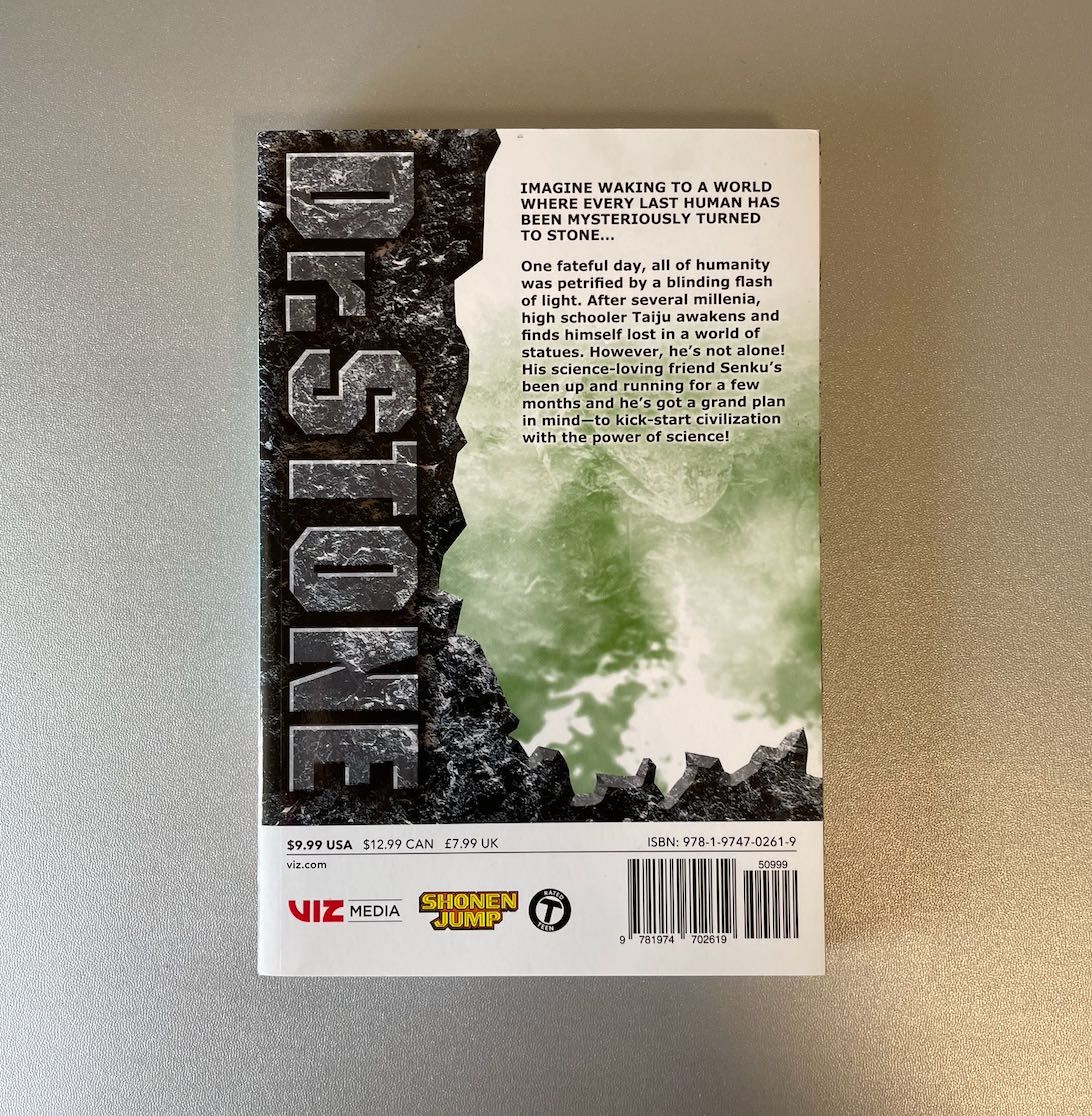 Dr.STONE
IMAGINE WAKING TO A WORLD
WHERE EVERY LAST HUMAN HAS
BEEN MYSTERIOUSLY TURNED
TO STONE...
One fateful day, all of humanity
was petrified by a blinding flash
of light. After several millenia,
high schooler Taiju awakens and
finds himself lost in a world of
statues. However, he's not alone!
His science-loving friend Senku's
been up and running for a few
months and he's got a grand plan
in mind—to kick-start civilization
with the power of science!
$9.99 USA $12.99 CAN £7.99 UK
ISBN: 978-1-9747-0261-9
viz.com
50999
VIZ MEDIA
SHONEN
JUMP
RATED
T
TEEN
9 781974 702619